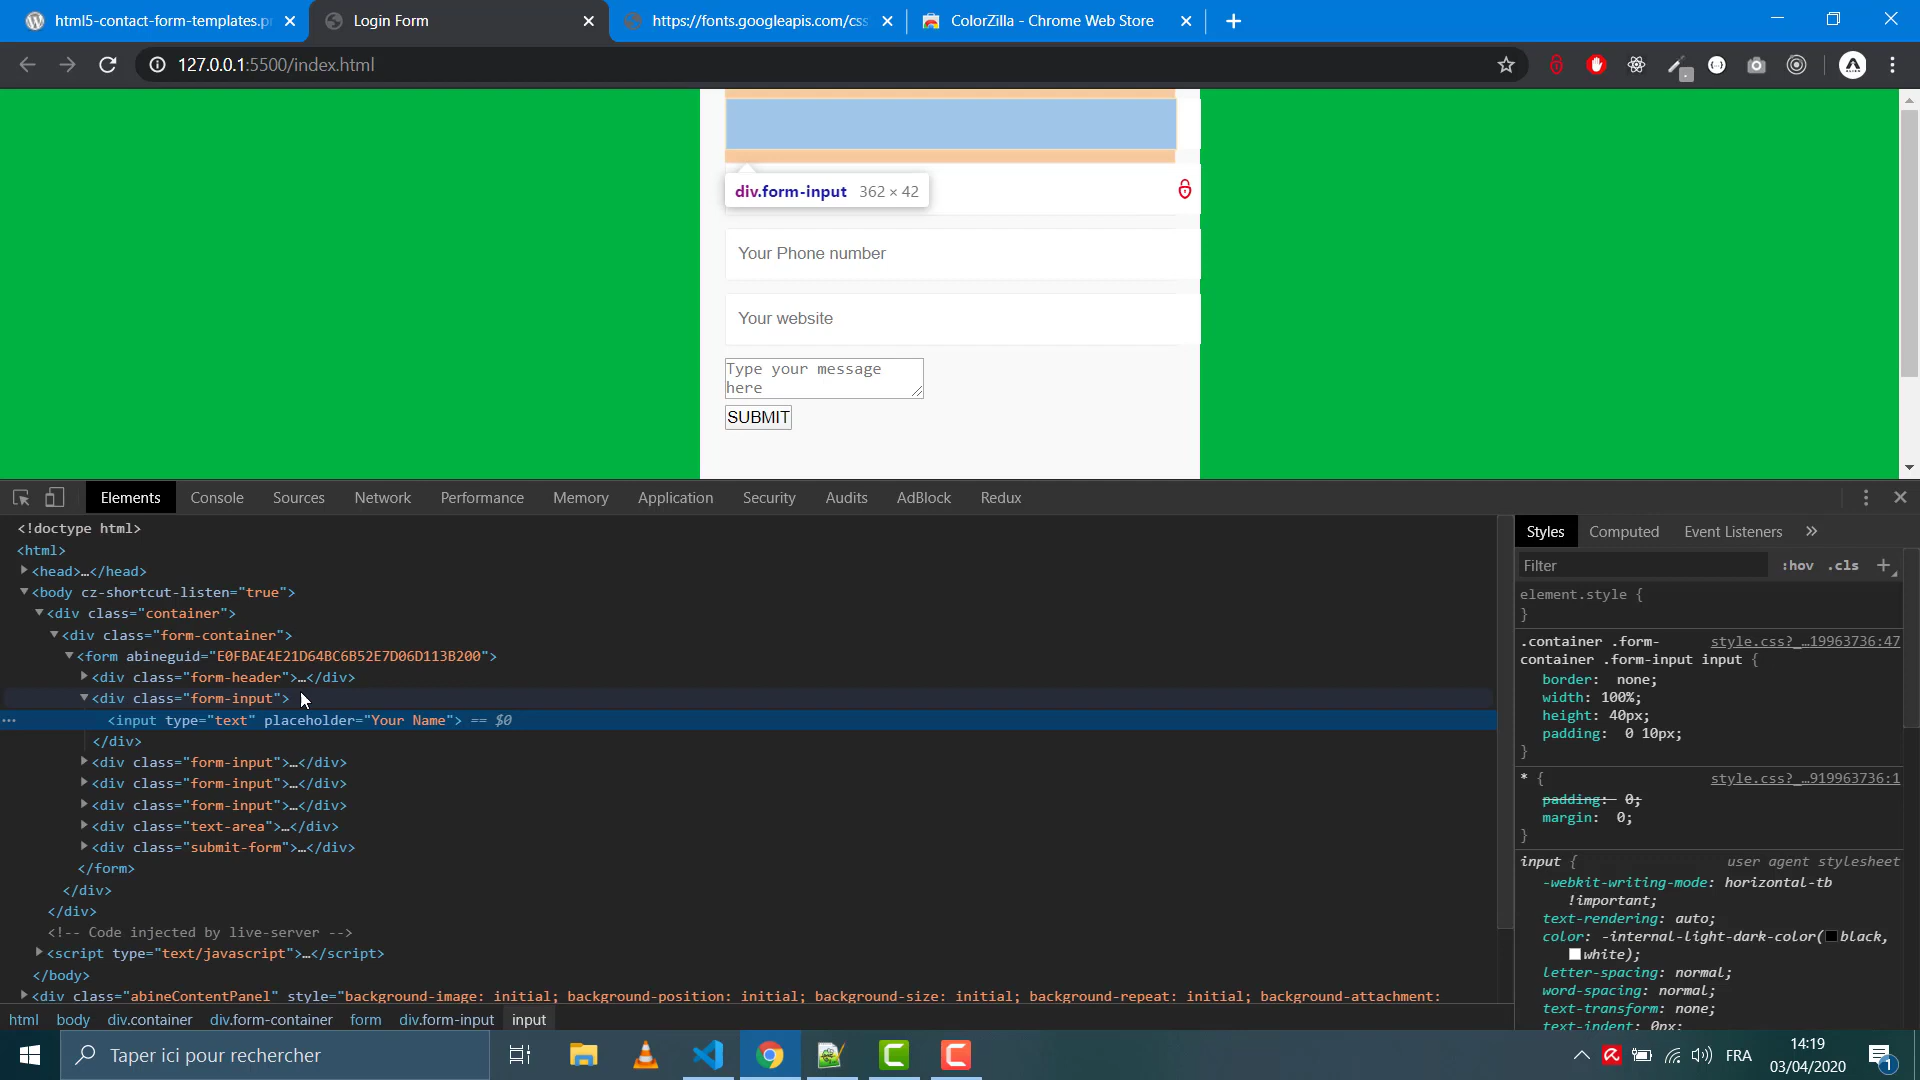 html5-contact-form-templates.pr
Login Form
https://fonts.googleapis.com/css
ColorZilla - Chrome Web Store
127.0.0.1:5500/index.html
div.form-input 362 × 42
Your Phone number
Your website
Type your message
here
SUBMIT
Elements Console Sources Network Performance Memory Application Security Audits AdBlock Redux
<!doctype html>
<html>
<head>…</head>
<body cz-shortcut-listen="true">
<div class="container">
<div class="form-container">
<form abineguid="E0FBAE4E21D64BC6B52E7D06D113B200">
<div class="form-header">…</div>
<div class="form-input">
<input type="text" placeholder="Your Name"> == $0
</div>
<div class="form-input">…</div>
<div class="form-input">…</div>
<div class="form-input">…</div>
<div class="text-area">…</div>
<div class="submit-form">…</div>
</form>
</div>
</div>
<!-- Code injected by live-server -->
<script type="text/javascript">…</script>
</body>
<div class="abineContentPanel" style="background-image: initial; background-position: initial; background-size: initial; background-repeat: initial; background-attachment:
html body div.container div.form-container form div.form-input input
Styles Computed Event Listeners »
Filter :hov .cls +
element.style {
}
.container .form- style.css?_…19963736:47
container .form-input input {
border: none;
width: 100%;
height: 40px;
padding: 0 10px;
}
* { style.css?_…919963736:1
padding: 0;
margin: 0;
}
input { user agent stylesheet
-webkit-writing-mode: horizontal-tb
!important;
text-rendering: auto;
color: -internal-light-dark-color(black,
white);
letter-spacing: normal;
word-spacing: normal;
text-transform: none;
text-indent: 0px;
Taper ici pour rechercher
FRA
14:19
03/04/2020
1